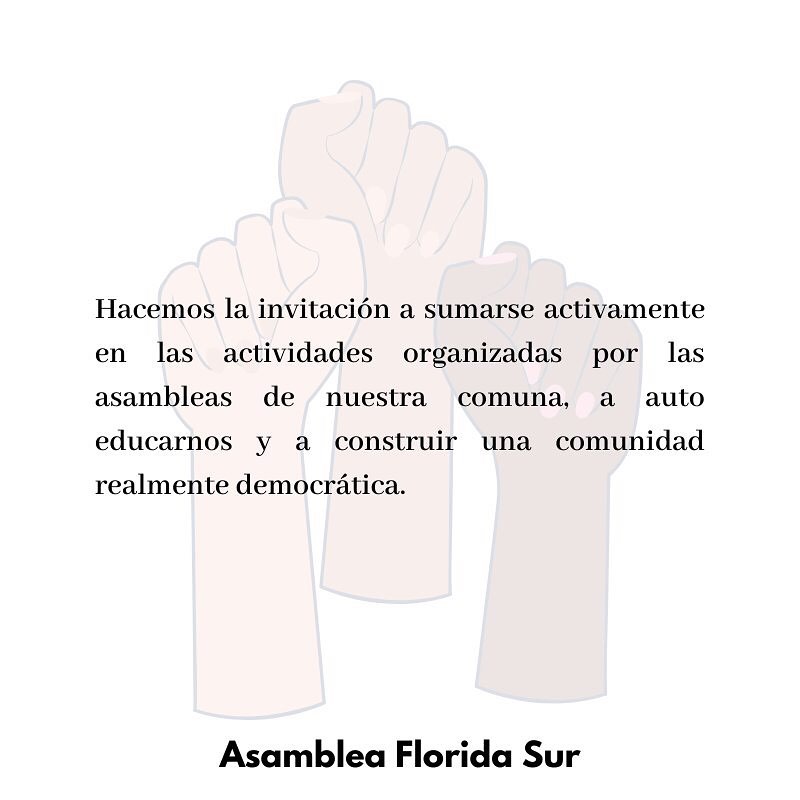 Hacemos la invitación a sumarse activamente
en las actividades organizadas por las
asambleas de nuestra comuna, a auto
educarnos y a construir una comunidad
realmente democrática.
Asamblea Florida Sur